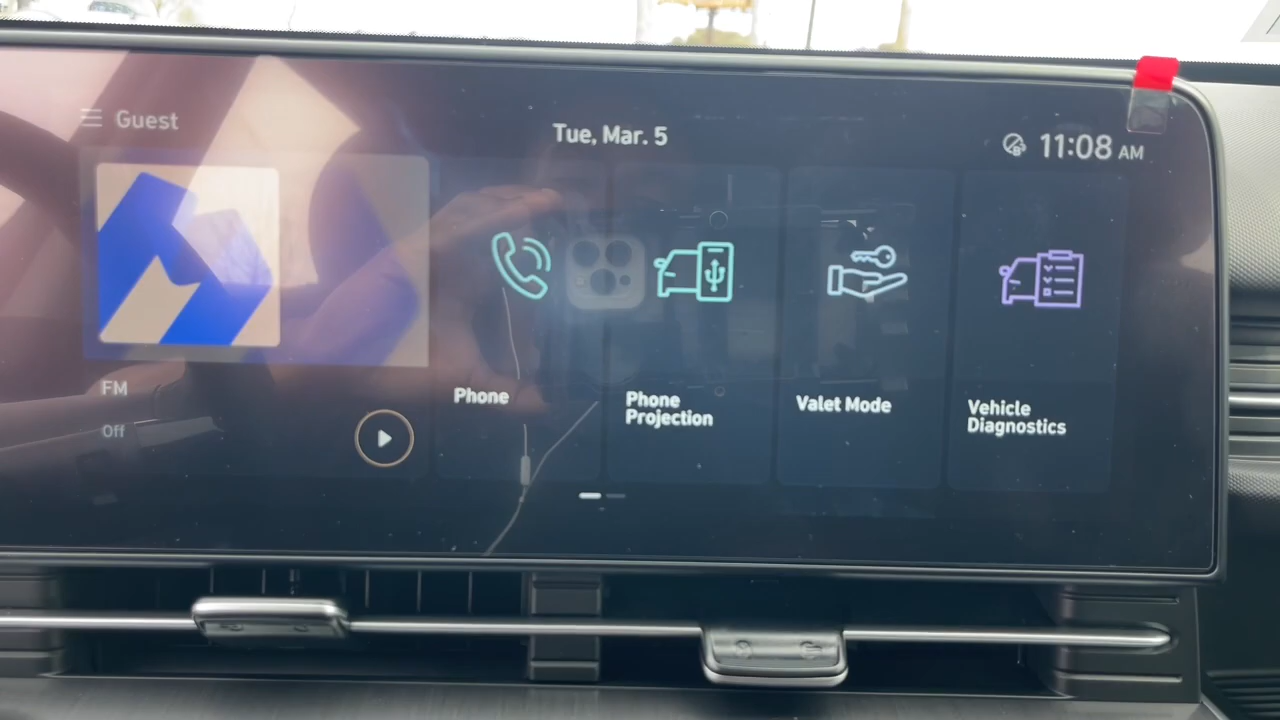 Guest
Tue, Mar. 5
11:08 AM
FM
Off
Phone
Phone
Projection
Valet Mode
Vehicle
Diagnostics